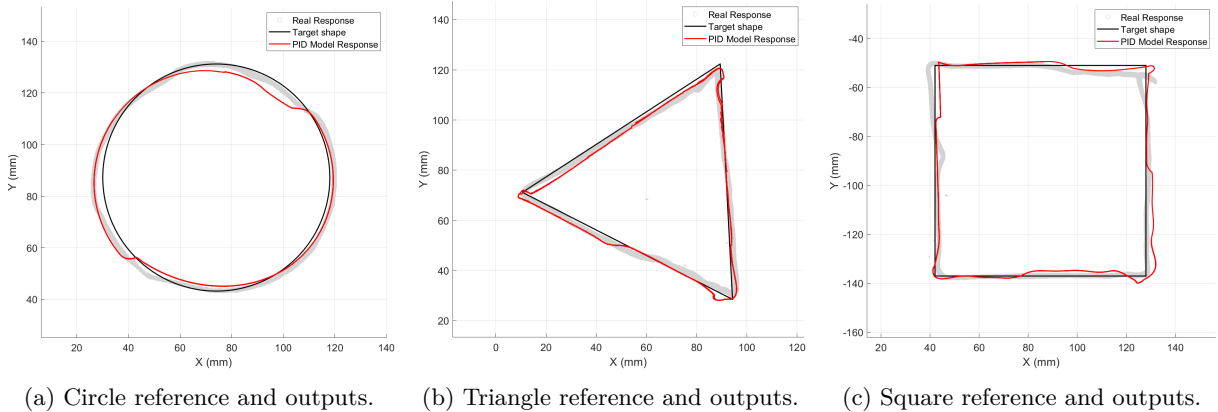 Real Response
Target shape
PID Model Response
140
120
100
80
60
40
Y (mm)
20 40 60 80 100 120 140
X (mm)
(a) Circle reference and outputs.
Real Response
Target shape
PID Model Response
140
120
100
80
60
40
20
Y (mm)
0 20 40 60 80 100 120
X (mm)
(b) Triangle reference and outputs.
Real Response
Target shape
PID Model Response
-40
-60
-80
-100
-120
-140
-160
Y (mm)
20 40 60 80 100 120 140
X (mm)
(c) Square reference and outputs.